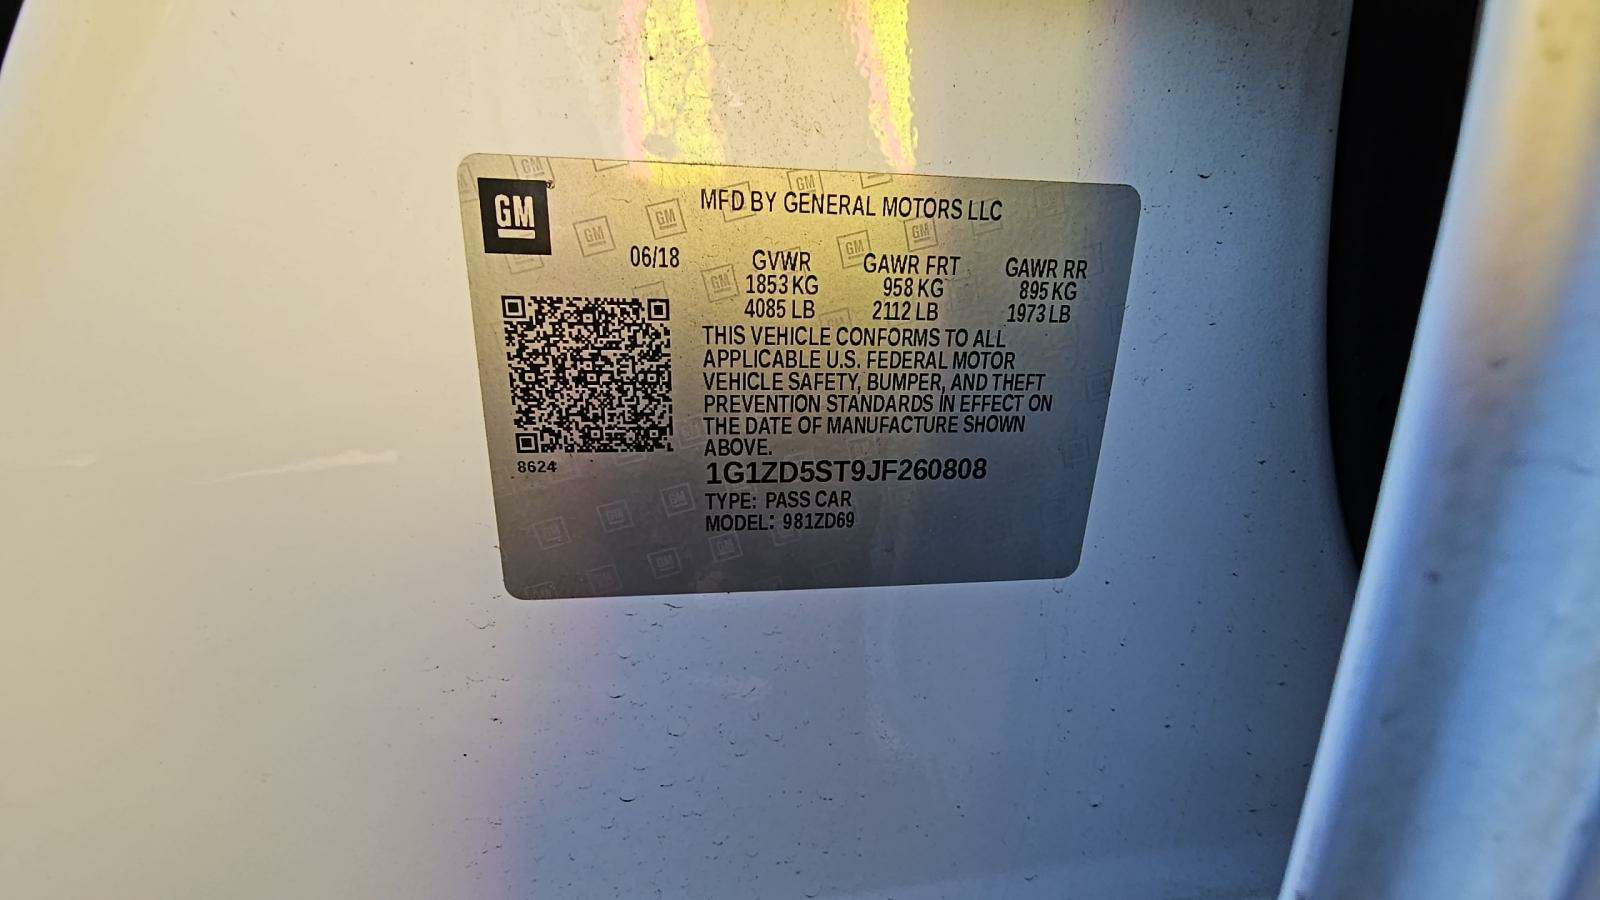 GM
MFD BY GENERAL MOTORS LLC
06/18
GVWR GAWR FRT GAWR RR
1853 KG 958 KG 895 KG
4085 LB 2112 LB 1973 LB
THIS VEHICLE CONFORMS TO ALL
APPLICABLE U.S. FEDERAL MOTOR
VEHICLE SAFETY, BUMPER, AND THEFT
PREVENTION STANDARDS IN EFFECT ON
THE DATE OF MANUFACTURE SHOWN
ABOVE.
8624
1G1ZD5ST9JF260808
TYPE: PASS CAR
MODEL: 981ZD69